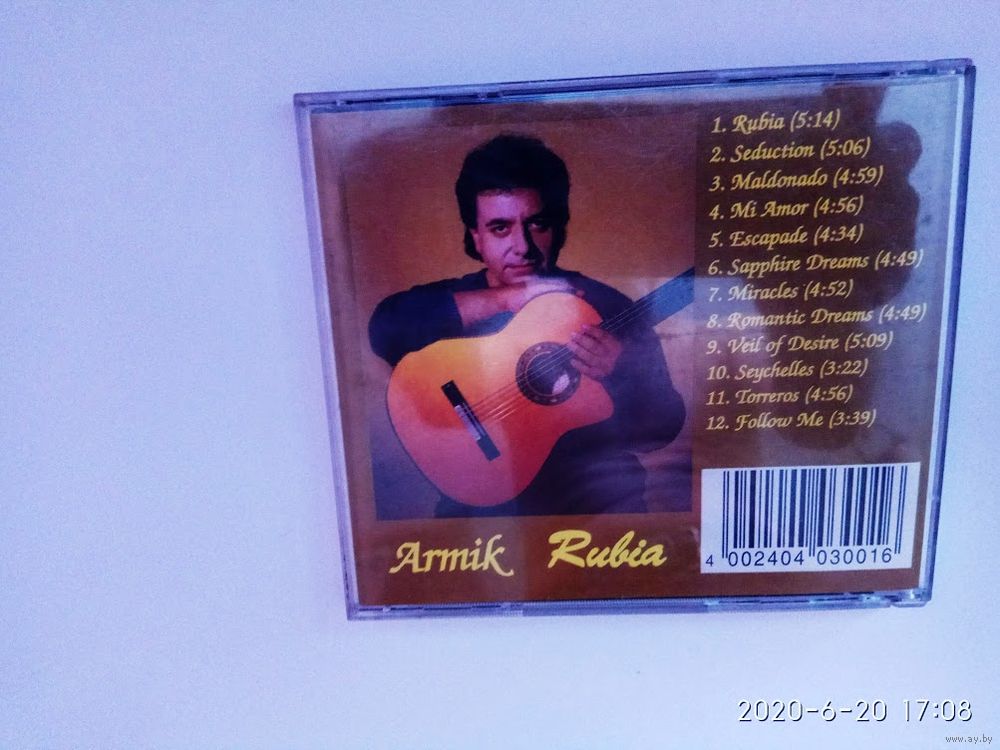 1. Rubia (5:14)
2. Seduction (5:06)
3. Maldonado (4:59)
4. Mi Amor (4:56)
5. Escapade (4:34)
6. Sapphire Dreams (4:49)
7. Miracles (4:52)
8. Romantic Dreams (4:49)
9. Veil of Desire (5:09)
10. Seychelles (3:22)
11. Torreros (4:56)
12. Follow Me (3:39)
Armik Rubia
4 002404 030016
2020-6-20 17:08
www.ay.by